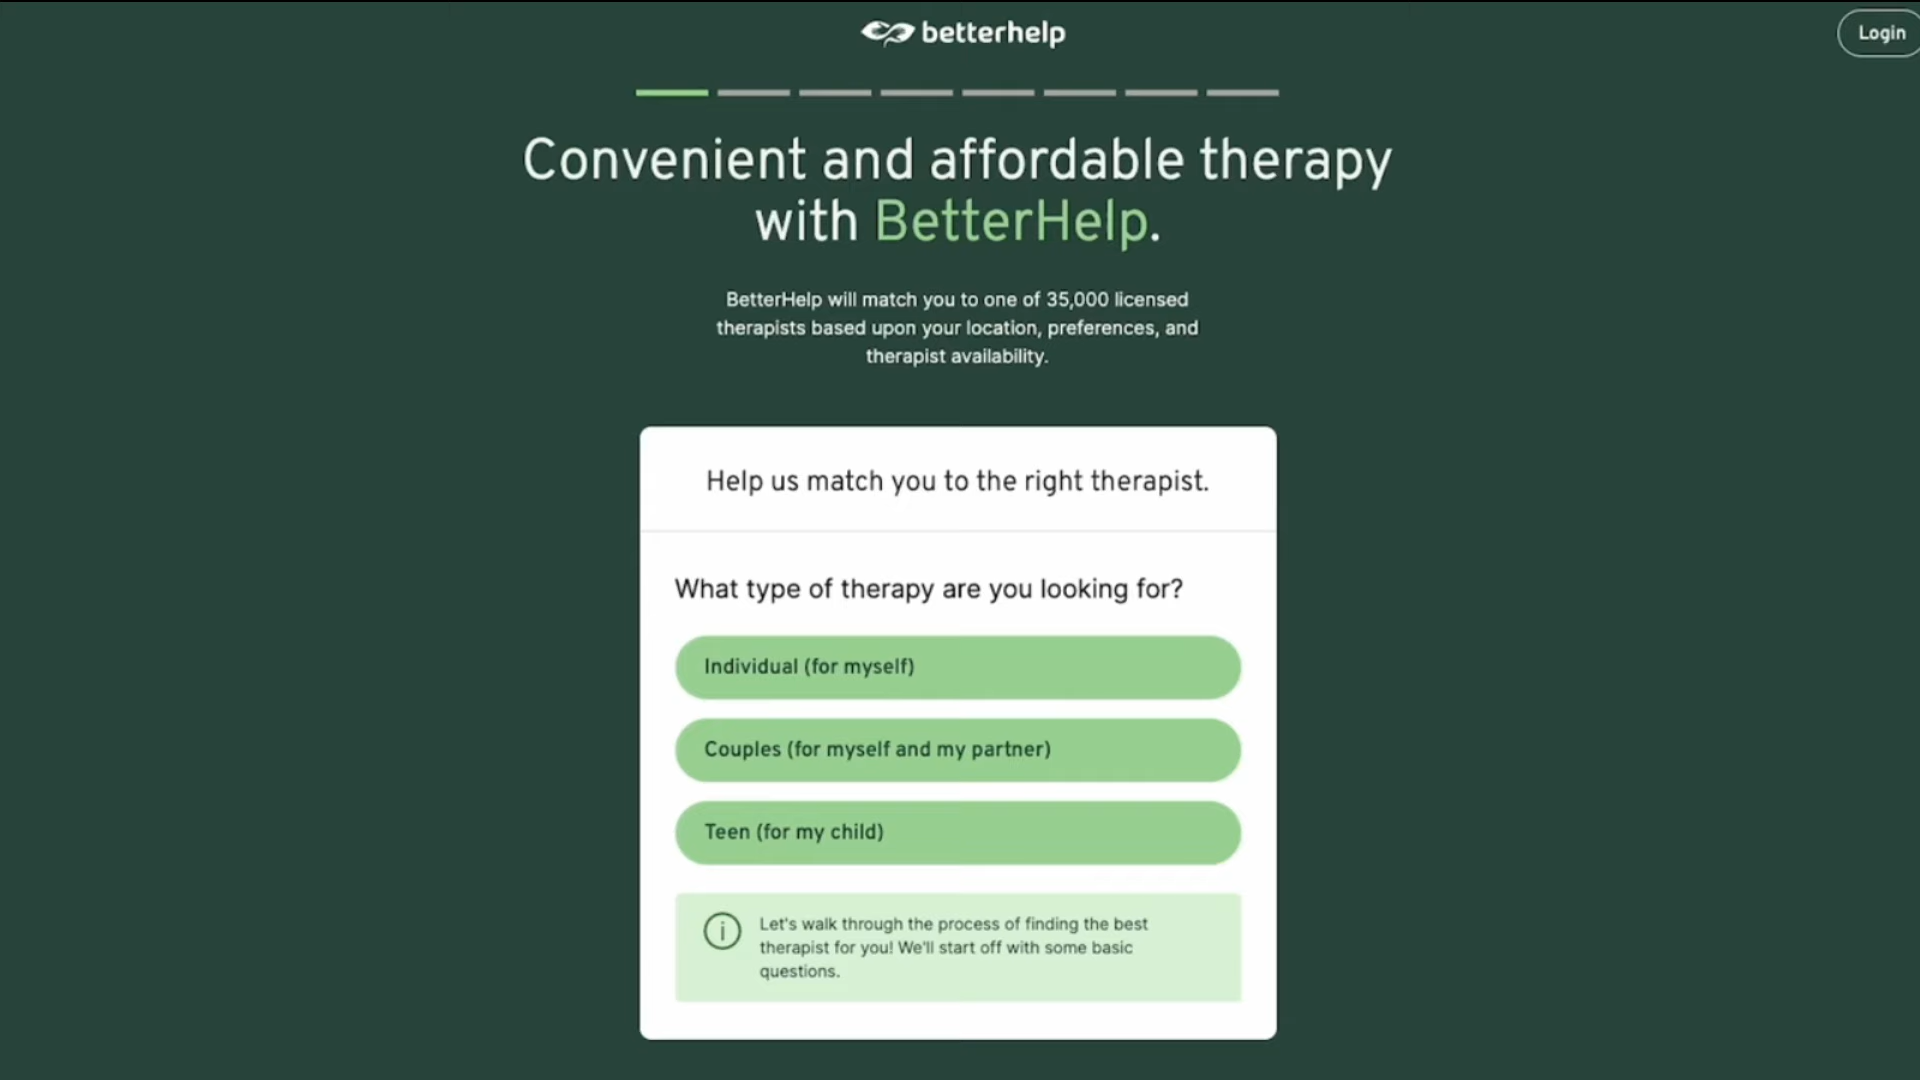 betterhelp
Login
Convenient and affordable therapy
with BetterHelp.
BetterHelp will match you to one of 35,000 licensed
therapists based upon your location, preferences, and
therapist availability.
Help us match you to the right therapist.
What type of therapy are you looking for?
Individual (for myself)
Couples (for myself and my partner)
Teen (for my child)
Let's walk through the process of finding the best
therapist for you! We'll start off with some basic
questions.